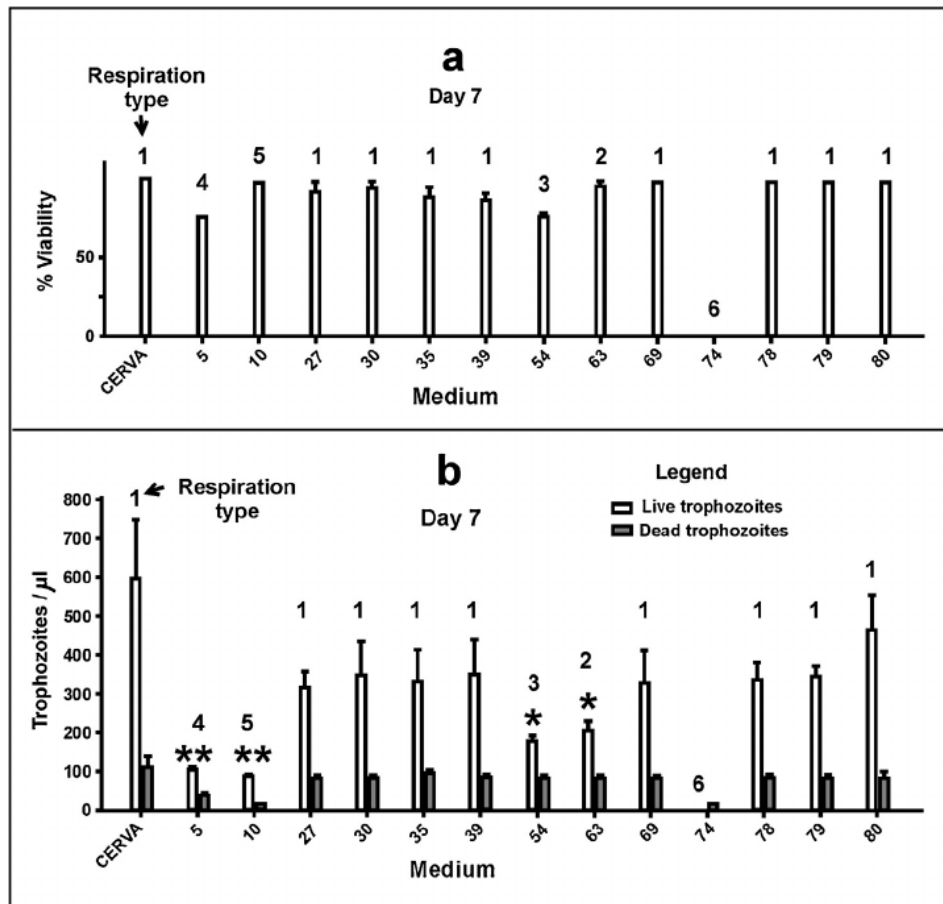 a
Day 7
Respiration
type
1 4 5 1 1 1 1 3 2 1 6 1 1 1
% Viability
50
0
CERVA 5 10 27 30 35 39 54 63 69 74 78 79 80
Medium
b
Day 7
Respiration
type
Legend
Live trophozoites
Dead trophozoites
Trophozoites / µl
800
700
600
500
400
300
200
100
0
1 4 5 1 1 1 1 3 2 1 6 1 1 1
** ** * *
CERVA 5 10 27 30 35 39 54 63 69 74 78 79 80
Medium